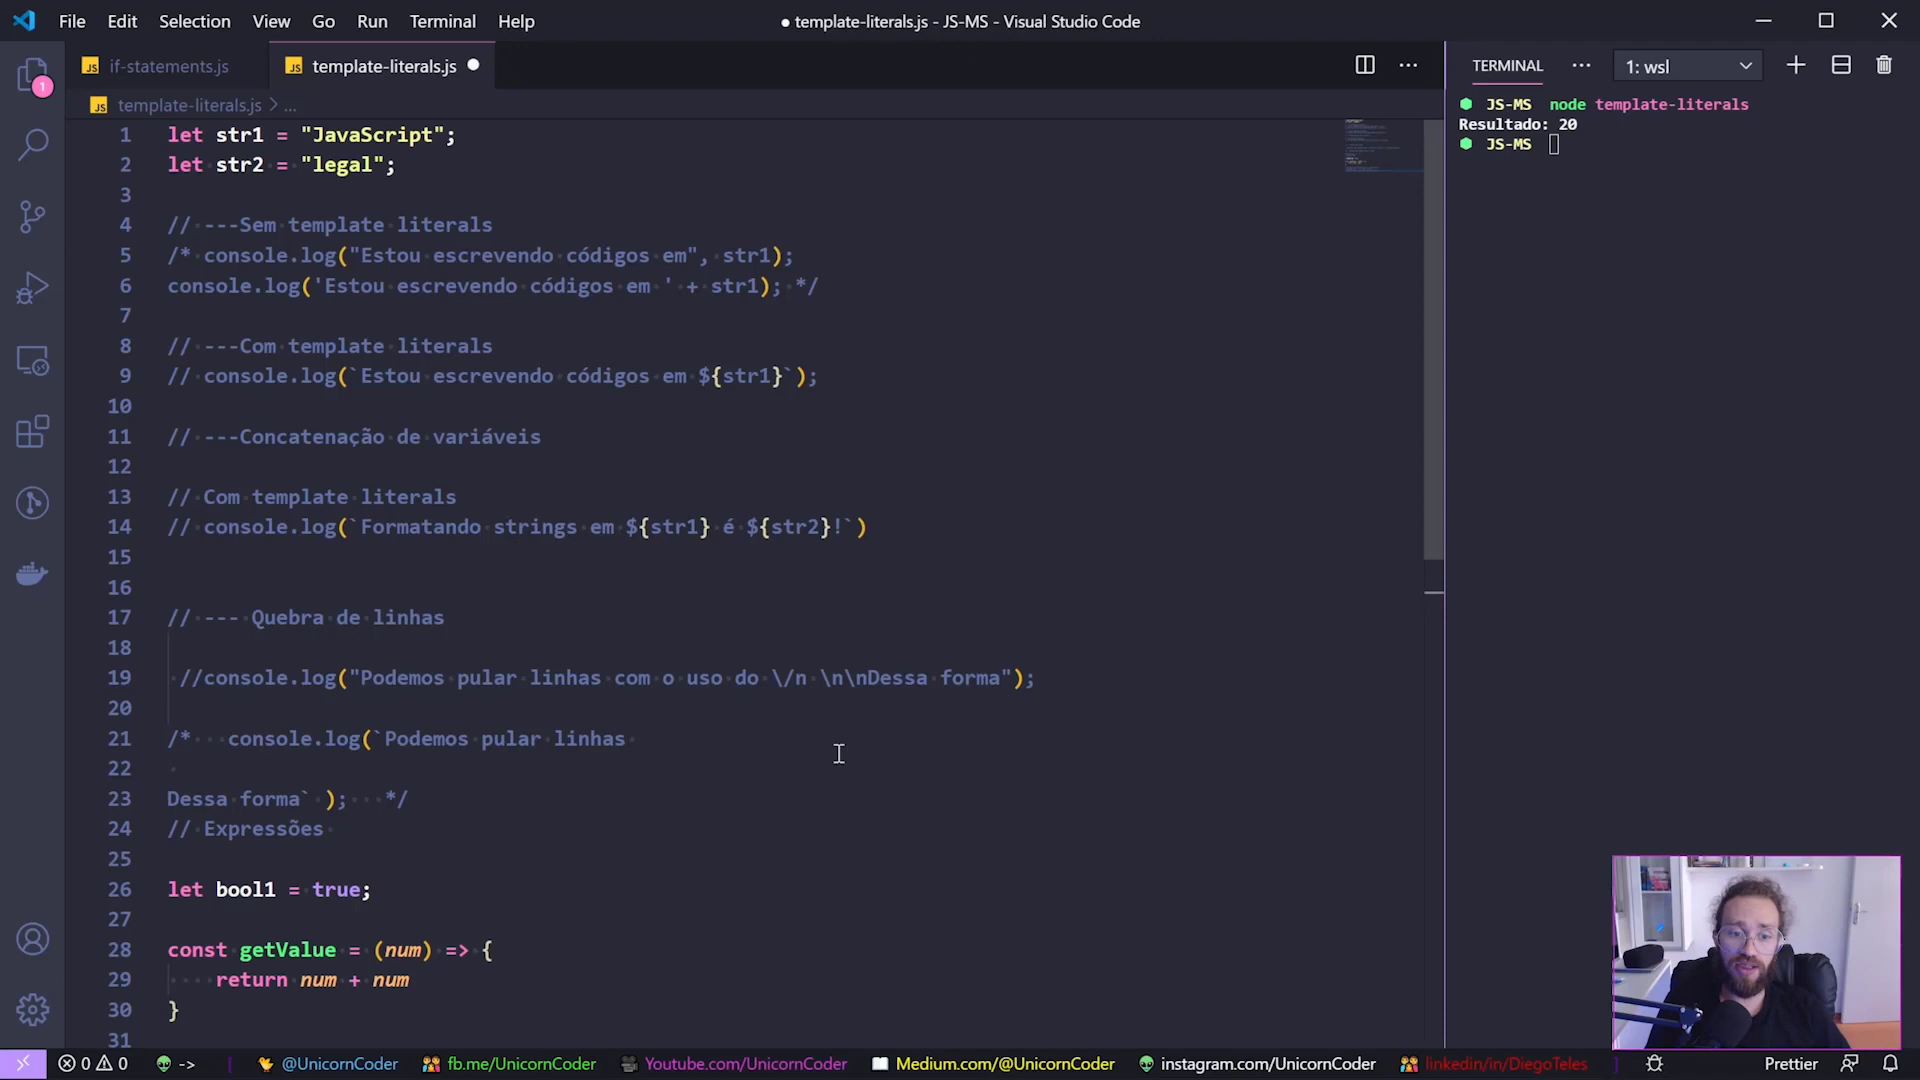 File Edit Selection View Go Run Terminal Help
● template-literals.js - JS-MS - Visual Studio Code
JS if-statements.js
JS template-literals.js
JS template-literals.js > ...
1 let str1 = "JavaScript";
2 let str2 = "legal";
3
4 // ---Sem template literals
5 /* console.log("Estou escrevendo códigos em", str1);
6 console.log('Estou escrevendo códigos em ' + str1); */
7
8 // ---Com template literals
9 // console.log(`Estou escrevendo códigos em ${str1}`);
10
11 // ---Concatenação de variáveis
12
13 // Com template literals
14 // console.log(`Formatando strings em ${str1} é ${str2}!`)
15
16
17 // --- Quebra de linhas
18
19 //console.log("Podemos pular linhas com o uso do \/n \n\nDessa forma");
20
21 /* console.log(`Podemos pular linhas
22
23 Dessa forma` ); */
24 // Expressões
25
26 let bool1 = true;
27
28 const getValue = (num) => {
29 return num + num
30 }
31
TERMINAL ... 1: wsl
JS-MS node template-literals
Resultado: 20
JS-MS
1
0 0 -> [ @UnicornCoder fb.me/UnicornCoder Youtube.com/UnicornCoder Medium.com/@UnicornCoder instagram.com/UnicornCoder linkedin/in/DiegoTeles ] Prettier